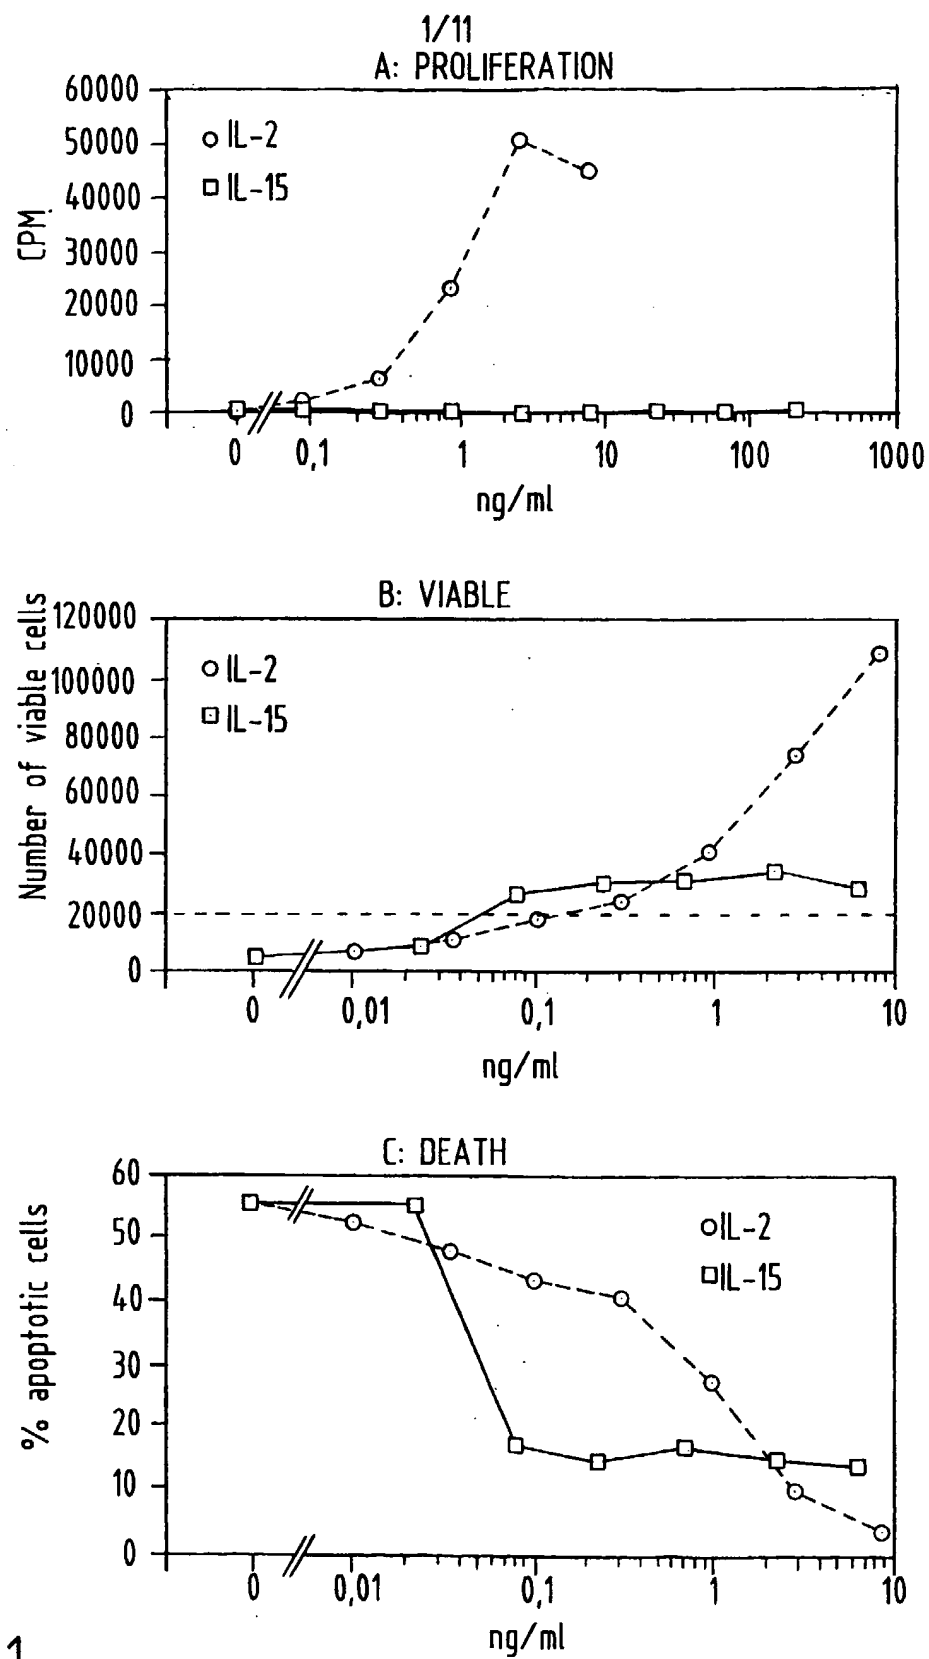 1/11
A: PROLIFERATION
60000
50000
40000
30000
20000
10000
0
CPM
IL-2
IL-15
0 0,1 1 10 100 1000
ng/ml
B: VIABLE
120000
100000
80000
60000
40000
20000
0
Number of viable cells
IL-2
IL-15
0 0,01 0,1 1 10
ng/ml
C: DEATH
60
50
40
30
20
10
0
% apoptotic cells
IL-2
IL-15
0 0,01 0,1 1 10
ng/ml
1